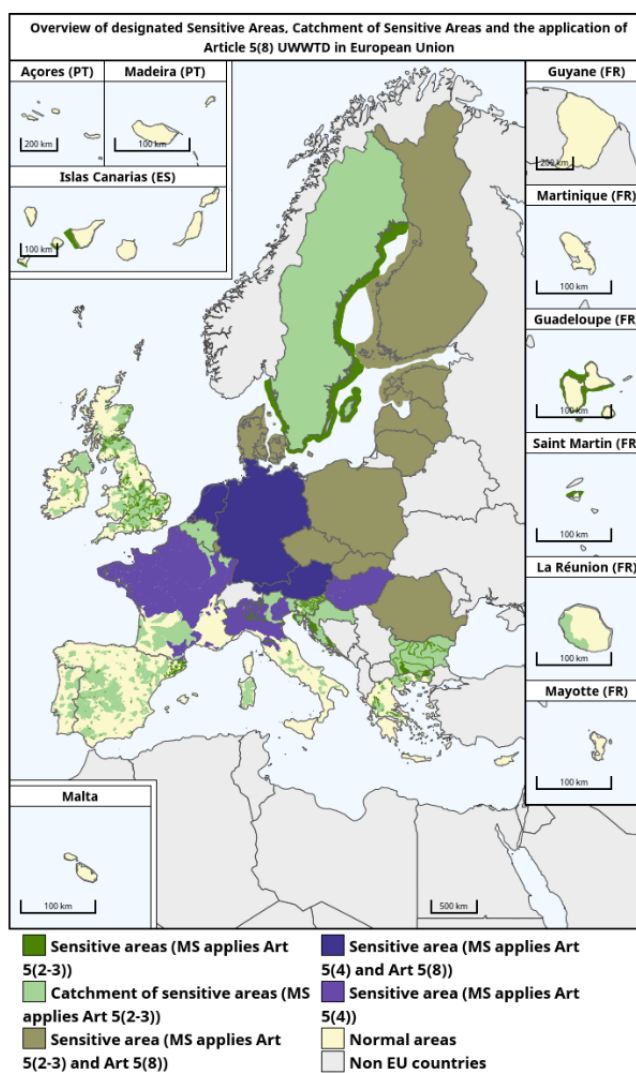 Overview of designated Sensitive Areas, Catchment of Sensitive Areas and the application of
Article 5(8) UWWTD in European Union
Açores (PT)
200 km
Madeira (PT)
100 km
Islas Canarias (ES)
100 km
Guyane (FR)
200 km
Martinique (FR)
100 km
Guadeloupe (FR)
100 km
Saint Martin (FR)
100 km
La Réunion (FR)
100 km
Mayotte (FR)
100 km
Malta
100 km
500 km
Sensitive areas (MS applies Art
5(2-3))
Catchment of sensitive areas (MS
applies Art 5(2-3))
Sensitive area (MS applies Art
5(2-3) and Art 5(8))
Sensitive area (MS applies Art
5(4) and Art 5(8))
Sensitive area (MS applies Art
5(4))
Normal areas
Non EU countries